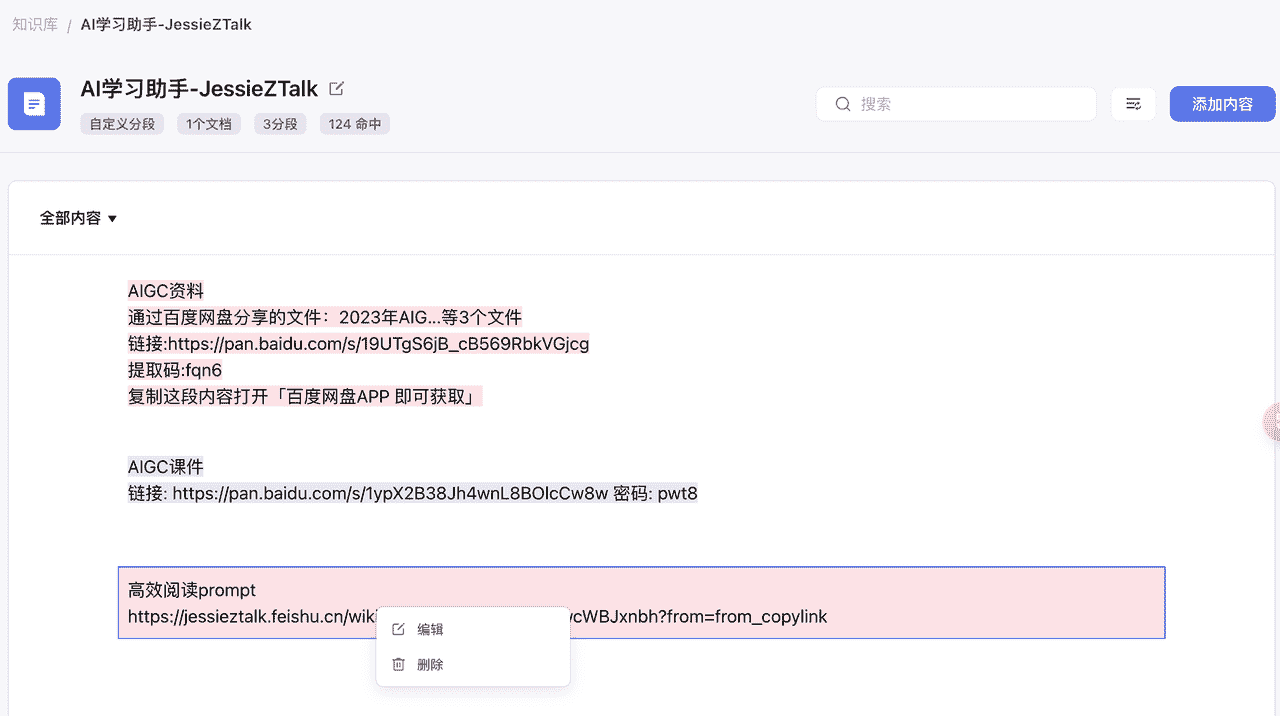 知识库 / AI学习助手-JessieZTalk
AI学习助手-JessieZTalk
自定义分段 1个文档 3分段 124 命中
搜索
添加内容
全部内容
AIGC资料
通过百度网盘分享的文件：2023年AIG...等3个文件
链接:https://pan.baidu.com/s/19UTgS6jB_cB569RbkVGjcg
提取码:fqn6
复制这段内容打开「百度网盘APP 即可获取」
AIGC课件
链接: https://pan.baidu.com/s/1ypX2B38Jh4wnL8BOlcCw8w 密码: pwt8
高效阅读prompt
https://jessieztalk.feishu.cn/wiki cWBJxnbh?from=from_copylink
编辑
删除